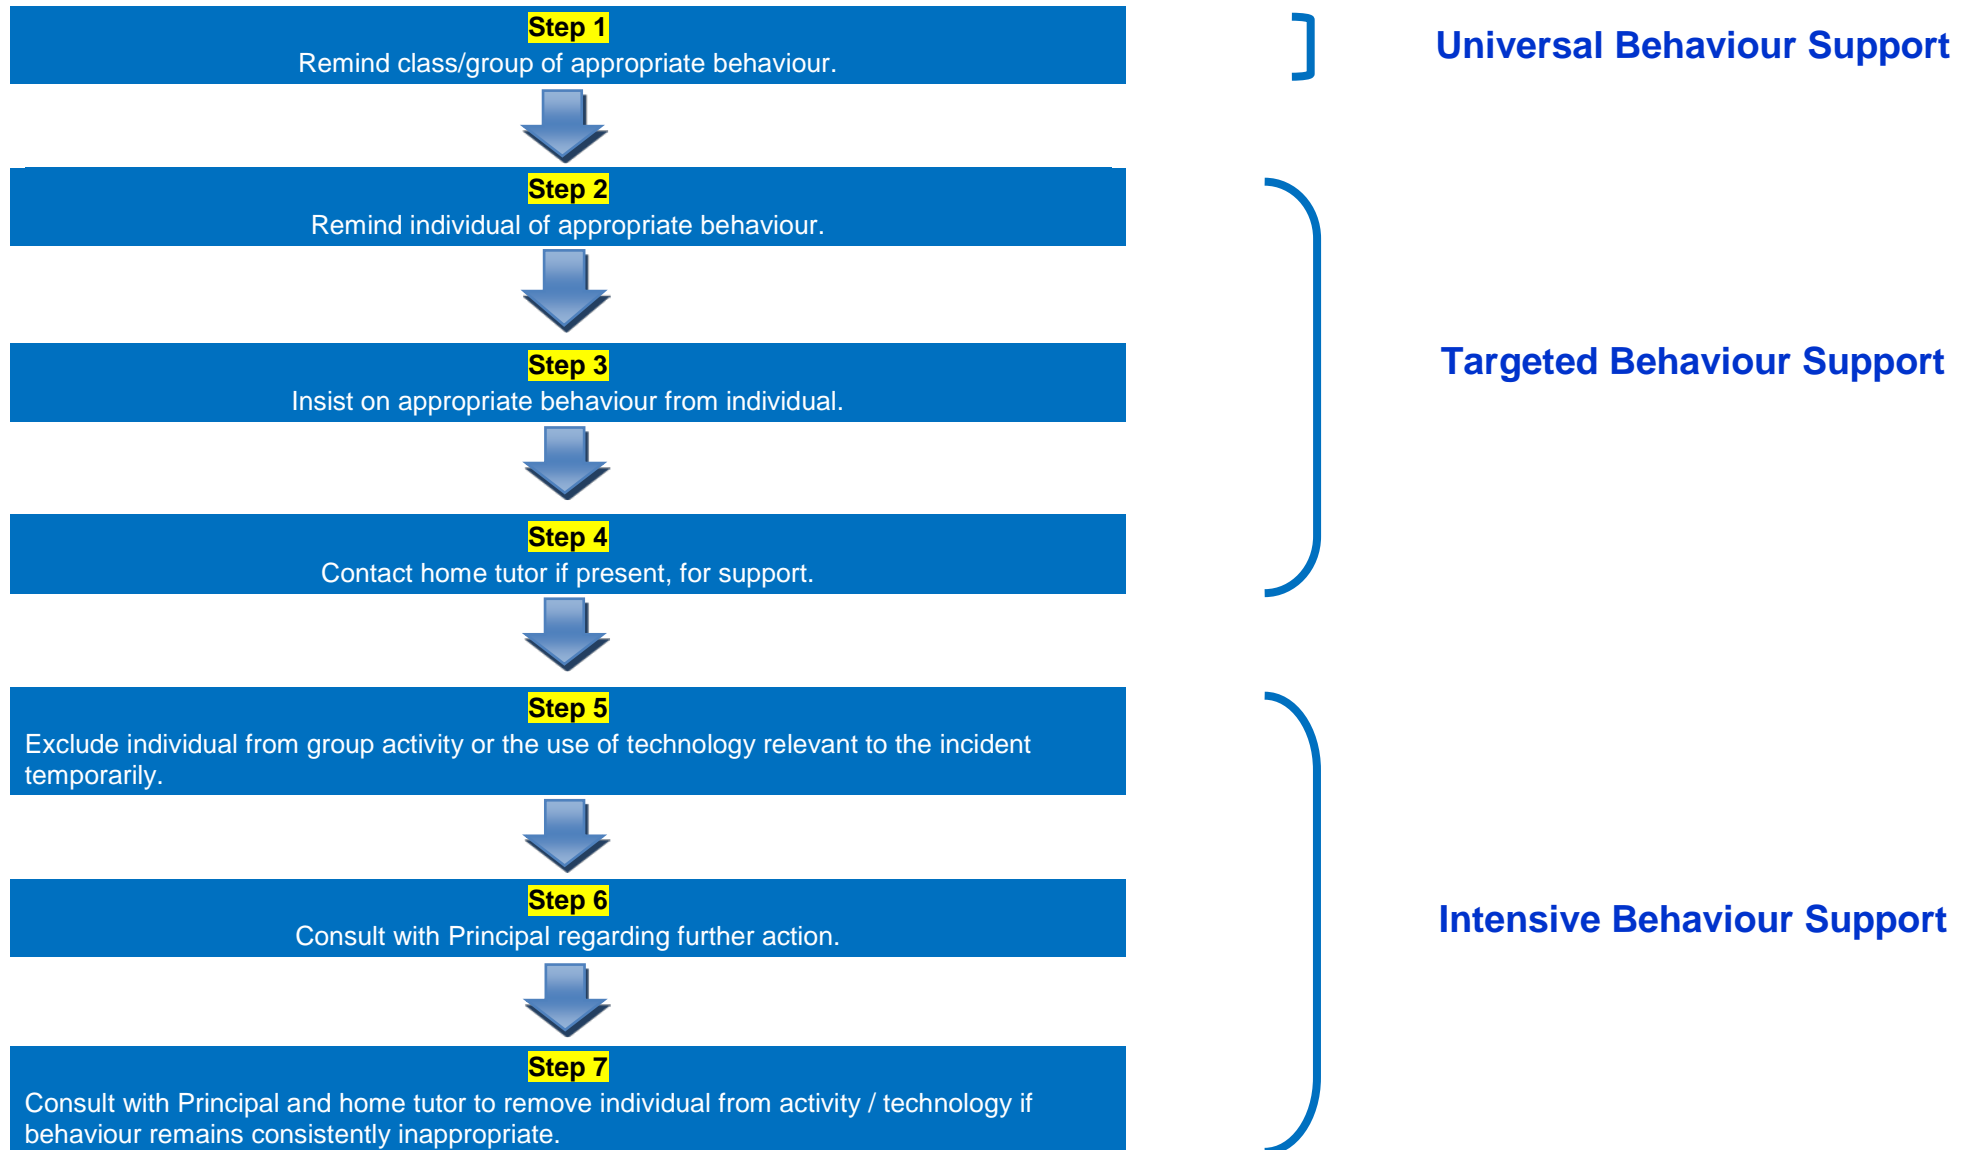 Step 1
Remind class/group of appropriate behaviour.
Universal Behaviour Support
Step 2
Remind individual of appropriate behaviour.
Step 3
Insist on appropriate behaviour from individual.
Targeted Behaviour Support
Step 4
Contact home tutor if present, for support.
Step 5
Exclude individual from group activity or the use of technology relevant to the incident
temporarily.
Step 6
Consult with Principal regarding further action.
Intensive Behaviour Support
Step 7
Consult with Principal and home tutor to remove individual from activity / technology if
behaviour remains consistently inappropriate.